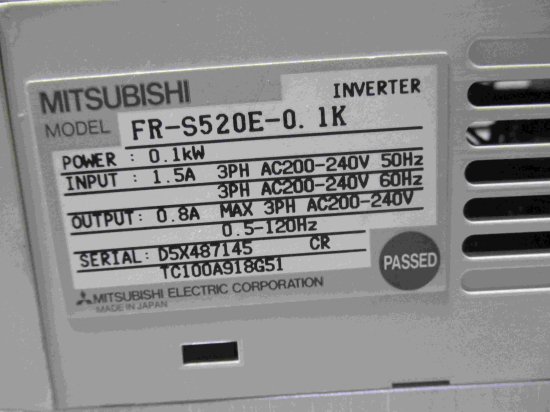 MITSUBISHI INVERTER
MODEL FR-S520E-0.1K
POWER : 0.1kW
INPUT : 1.5A 3PH AC200-240V 50Hz
3PH AC200-240V 60Hz
OUTPUT: 0.8A MAX 3PH AC200-240V
0.5-120Hz
SERIAL: D5X487145 CR
TC100A918G51
PASSED
MITSUBISHI ELECTRIC CORPORATION
MADE IN JAPAN